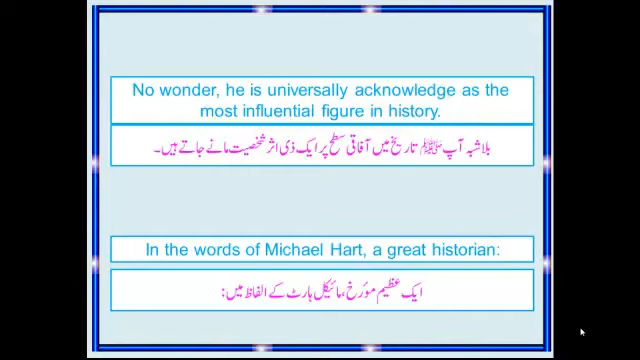 No wonder, he is universally acknowledge as the
most influential figure in history.
بلاشبہ آپ ﷺ تاریخ میں آفاقی سطح پر ایک ذی اثر شخصیت مانے جاتے ہیں۔
In the words of Michael Hart, a great historian:
ایک عظیم مؤرخ، مائیکل ہارٹ کے الفاظ میں: